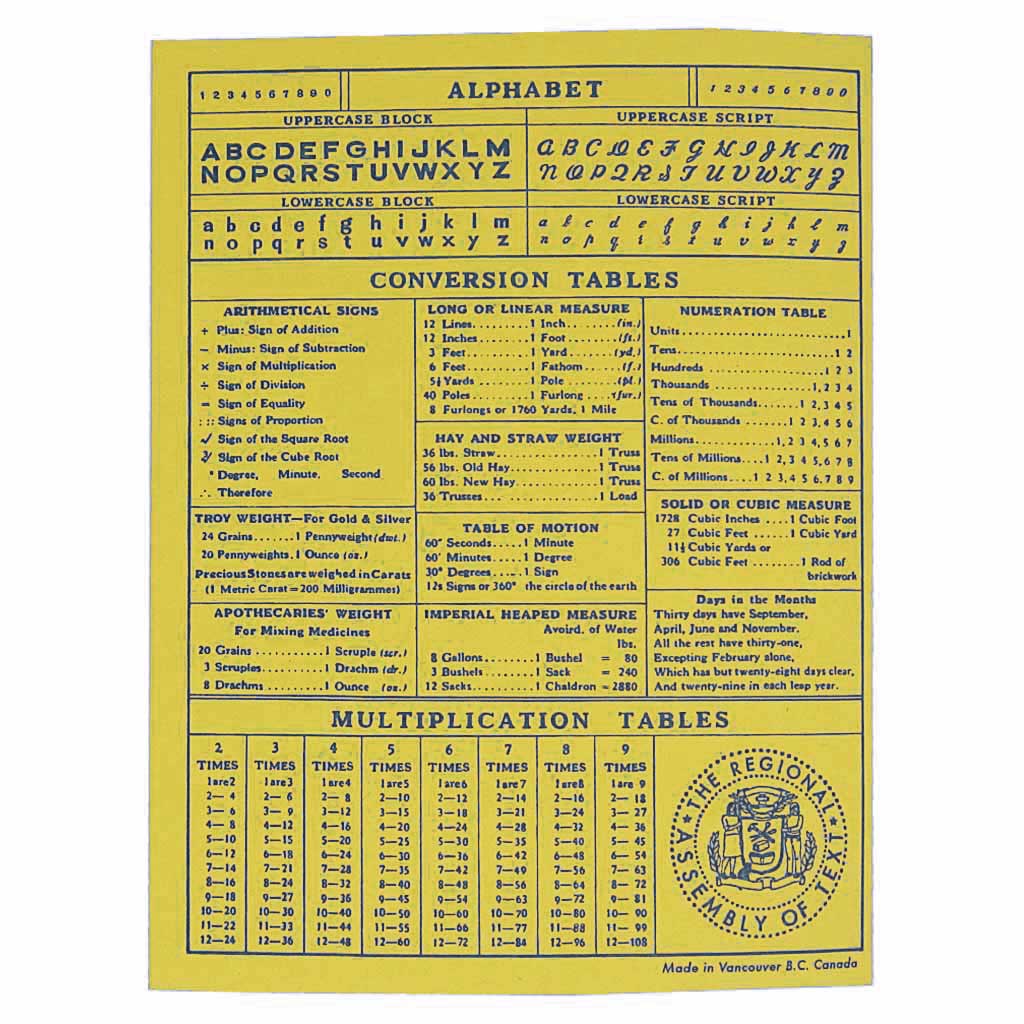 1 2 3 4 5 6 7 8 9 0
ALPHABET
1 2 3 4 5 6 7 8 9 0
UPPERCASE BLOCK
ABCDEFGHIJKLM
NOPQRSTUVWXYZ
UPPERCASE SCRIPT
ABCDEFGHIJKLM
NOPQRSTUVWXYZ
LOWERCASE BLOCK
a b c d e f g h i j k l m
n o p q r s t u v w x y z
LOWERCASE SCRIPT
a b c d e f g h i j k l m
n o p q r s t u v w x y z
CONVERSION TABLES
ARITHMETICAL SIGNS
+ Plus: Sign of Addition
− Minus: Sign of Subtraction
× Sign of Multiplication
÷ Sign of Division
= Sign of Equality
: :: Signs of Proportion
√ Sign of the Square Root
∛ Sign of the Cube Root
° Degree, Minute, Second
∴ Therefore
TROY WEIGHT—For Gold & Silver
24 Grains.......1 Pennyweight (dwt.)
20 Pennyweights.1 Ounce (oz.)
Precious Stones are weighed in Carats
(1 Metric Carat=200 Milligrammes)
APOTHECARIES' WEIGHT
For Mixing Medicines
20 Grains ...........1 Scruple (scr.)
3 Scruples...........1 Drachm (dr.)
8 Drachms ..........1 Ounce (oz.)
LONG OR LINEAR MEASURE
12 Lines.........1 Inch.......(in.)
12 Inches........1 Foot.......(ft.)
3 Feet...........1 Yard.......(yd.)
6 Feet...........1 Fathom.....(f.)
5½ Yards ........1 Pole.......(pl.)
40 Poles.........1 Furlong....(fur.)
8 Furlongs or 1760 Yards, 1 Mile
HAY AND STRAW WEIGHT
36 lbs. Straw...............1 Truss
56 lbs. Old Hay.............1 Truss
60 lbs. New Hay............1 Truss
36 Trusses..................1 Load
TABLE OF MOTION
60″ Seconds.....1 Minute
60′ Minutes.....1 Degree
30° Degrees.....1 Sign
12s Signs or 360° the circle of the earth
IMPERIAL HEAPED MEASURE
Avoird. of Water
lbs.
8 Gallons........1 Bushel = 80
3 Bushels........1 Sack = 240
12 Sacks.........1 Chaldron =2880
NUMERATION TABLE
Units...........................1
Tens..........................1 2
Hundreds ...................1 2 3
Thousands ...............1,2 3 4
Tens of Thousands......1 2,3 4 5
C. of Thousands .......1 2 3,4 5 6
Millions............1,2 3 4,5 6 7
Tens of Millions....1 2,3 4 5,6 7 8
C. of Millions....1 2 3,4 5 6,7 8 9
SOLID OR CUBIC MEASURE
1728 Cubic Inches ....1 Cubic Foot
27 Cubic Feet ......1 Cubic Yard
11⅓ Cubic Yards or
306 Cubic Feet ........1 Rod of
brickwork
Days in the Months
Thirty days have September,
April, June and November.
All the rest have thirty-one,
Excepting February alone,
Which has but twenty-eight days clear,
And twenty-nine in each leap year.
MULTIPLICATION TABLES
2 3 4 5 6 7 8 9
TIMES TIMES TIMES TIMES TIMES TIMES TIMES TIMES
1are2 1are3 1are4 1are5 1are6 1are7 1are8 1are 9
2— 4 2— 6 2— 8 2—10 2—12 2—14 2—16 2— 18
3— 6 3— 9 3—12 3—15 3—18 3—21 3—24 3— 27
4— 8 4—12 4—16 4—20 4—24 4—28 4—32 4— 36
5—10 5—15 5—20 5—25 5—30 5—35 5—40 5— 45
6—12 6—18 6—24 6—30 6—36 6—42 6—48 6— 54
7—14 7—21 7—28 7—35 7—42 7—49 7—56 7— 63
8—16 8—24 8—32 8—40 8—48 8—56 8—64 8— 72
9—18 9—27 9—36 9—45 9—54 9—63 9—72 9— 81
10—20 10—30 10—40 10—50 10—60 10—70 10—80 10— 90
11—22 11—33 11—44 11—55 11—66 11—77 11—88 11— 99
12—24 12—36 12—48 12—60 12—72 12—84 12—96 12—108
★ THE REGIONAL ★
ASSEMBLY OF TEXT
Made in Vancouver B.C. Canada